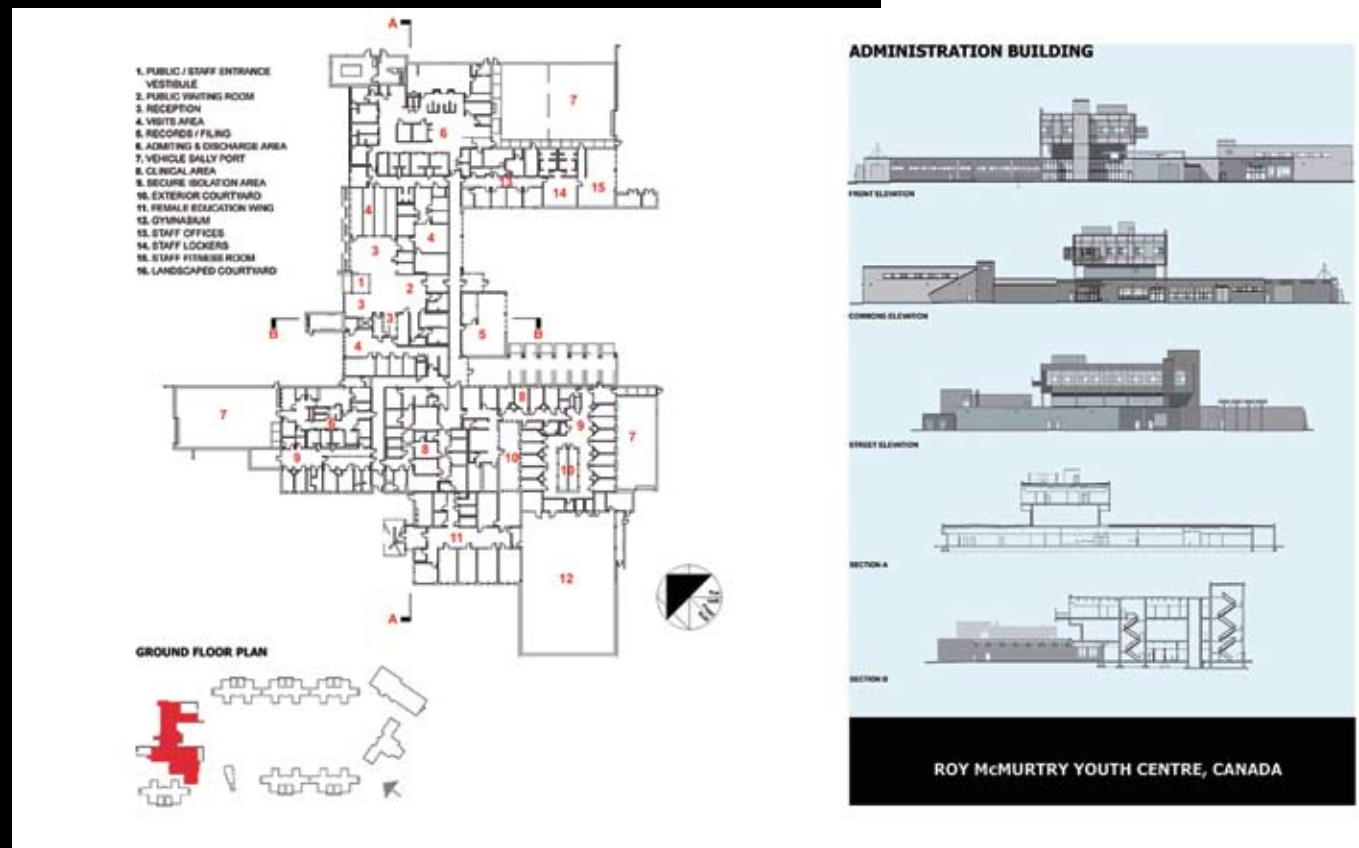 1. PUBLIC / STAFF ENTRANCE
VESTIBULE
2. PUBLIC WAITING ROOM
3. RECEPTION
4. VISITS AREA
5. RECORDS / FILING
6. ADMITING & DISCHARGE AREA
7. VEHICLE SALLY PORT
8. CLINICAL AREA
9. SECURE ISOLATION AREA
10. EXTERIOR COURTYARD
11. FEMALE EDUCATION WING
12. GYMNASIUM
13. STAFF OFFICES
14. STAFF LOCKERS
15. STAFF FITNESS ROOM
16. LANDSCAPED COURTYARD
A
7
6
13
14
15
4
4
3
1
2
3
3
B
5
B
4
7
6
8
9
7
9
8
10
10
11
12
A
GROUND FLOOR PLAN
ADMINISTRATION BUILDING
FRONT ELEVATION
COMMONS ELEVATION
STREET ELEVATION
SECTION A
SECTION B
ROY McMURTRY YOUTH CENTRE, CANADA